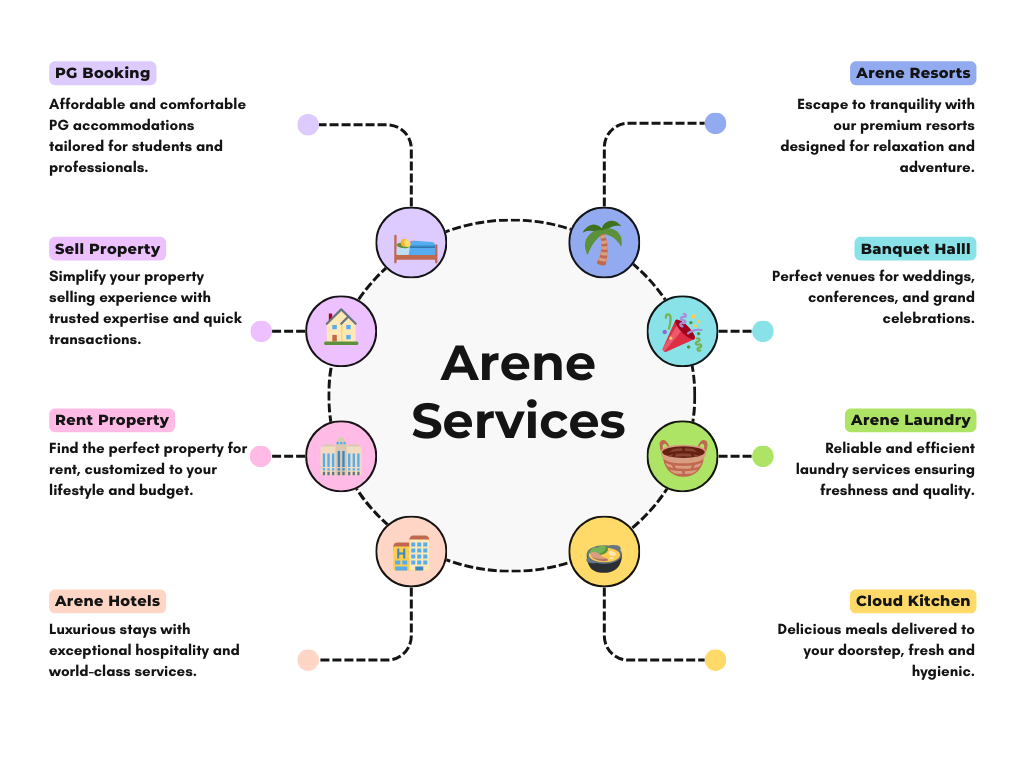 PG Booking
Affordable and comfortable
PG accommodations
tailored for students and
professionals.
Sell Property
Simplify your property
selling experience with
trusted expertise and quick
transactions.
Rent Property
Find the perfect property for
rent, customized to your
lifestyle and budget.
Arene Hotels
Luxurious stays with
exceptional hospitality and
world-class services.
Arene
Services
H
Arene Resorts
Escape to tranquility with
our premium resorts
designed for relaxation and
adventure.
Banquet Halll
Perfect venues for weddings,
conferences, and grand
celebrations.
Arene Laundry
Reliable and efficient
laundry services ensuring
freshness and quality.
Cloud Kitchen
Delicious meals delivered to
your doorstep, fresh and
hygienic.